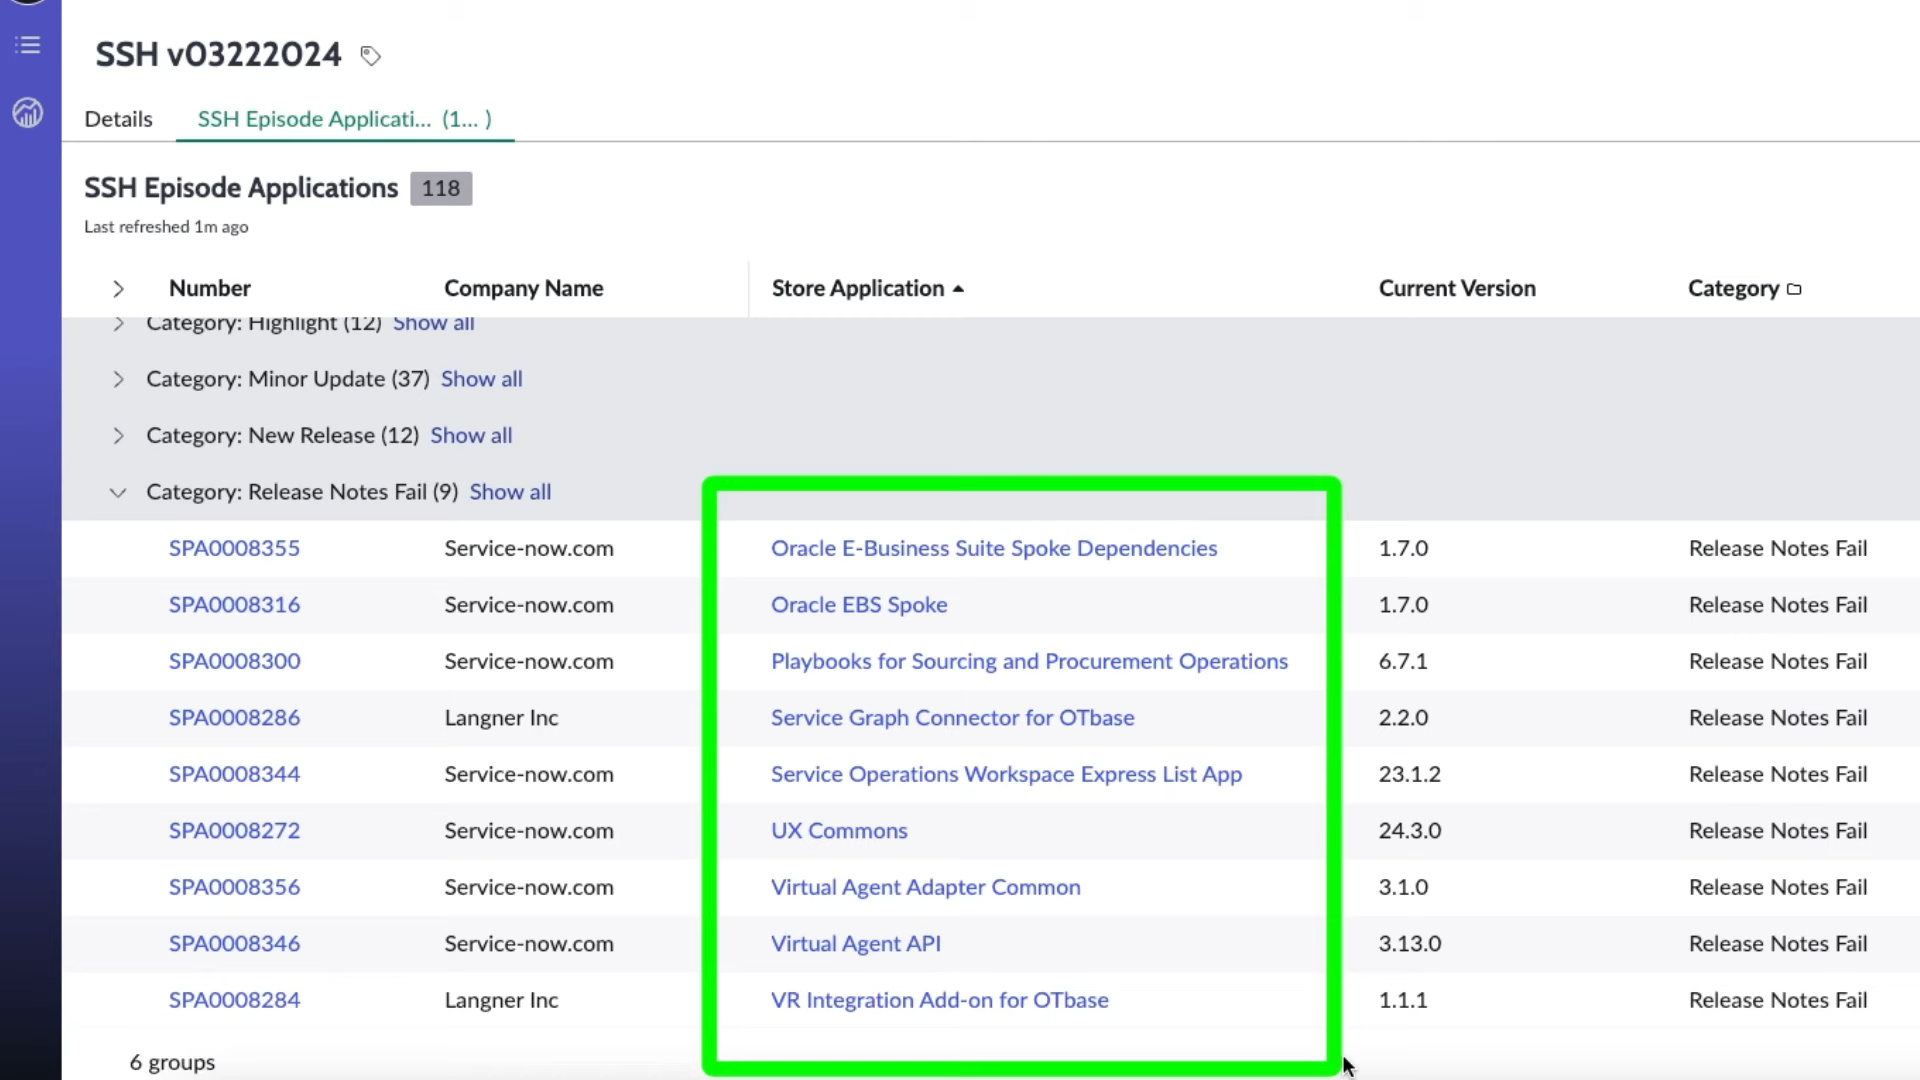 SSH v03222024
Details SSH Episode Applicati... (1... )
SSH Episode Applications 118
Last refreshed 1m ago
Number Company Name Store Application Current Version Category
Category: Highlight (12) Show all
Category: Minor Update (37) Show all
Category: New Release (12) Show all
Category: Release Notes Fail (9) Show all
SPA0008355 Service-now.com Oracle E-Business Suite Spoke Dependencies 1.7.0 Release Notes Fail
SPA0008316 Service-now.com Oracle EBS Spoke 1.7.0 Release Notes Fail
SPA0008300 Service-now.com Playbooks for Sourcing and Procurement Operations 6.7.1 Release Notes Fail
SPA0008286 Langner Inc Service Graph Connector for OTbase 2.2.0 Release Notes Fail
SPA0008344 Service-now.com Service Operations Workspace Express List App 23.1.2 Release Notes Fail
SPA0008272 Service-now.com UX Commons 24.3.0 Release Notes Fail
SPA0008356 Service-now.com Virtual Agent Adapter Common 3.1.0 Release Notes Fail
SPA0008346 Service-now.com Virtual Agent API 3.13.0 Release Notes Fail
SPA0008284 Langner Inc VR Integration Add-on for OTbase 1.1.1 Release Notes Fail
6 groups